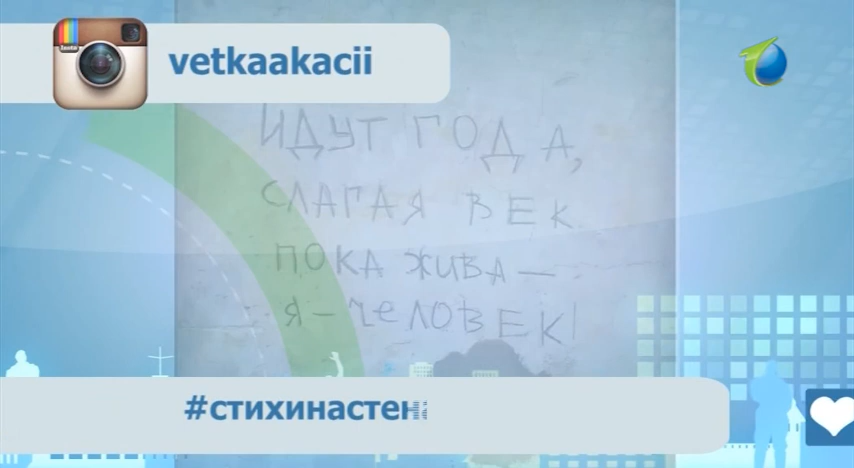 vetkaakacii
ИДУТ ГОДА,
СЛАГАЯ ВЕК
ПОКА ЖИВА —
Я – ЧЕЛОВЕК!
#стихинастен